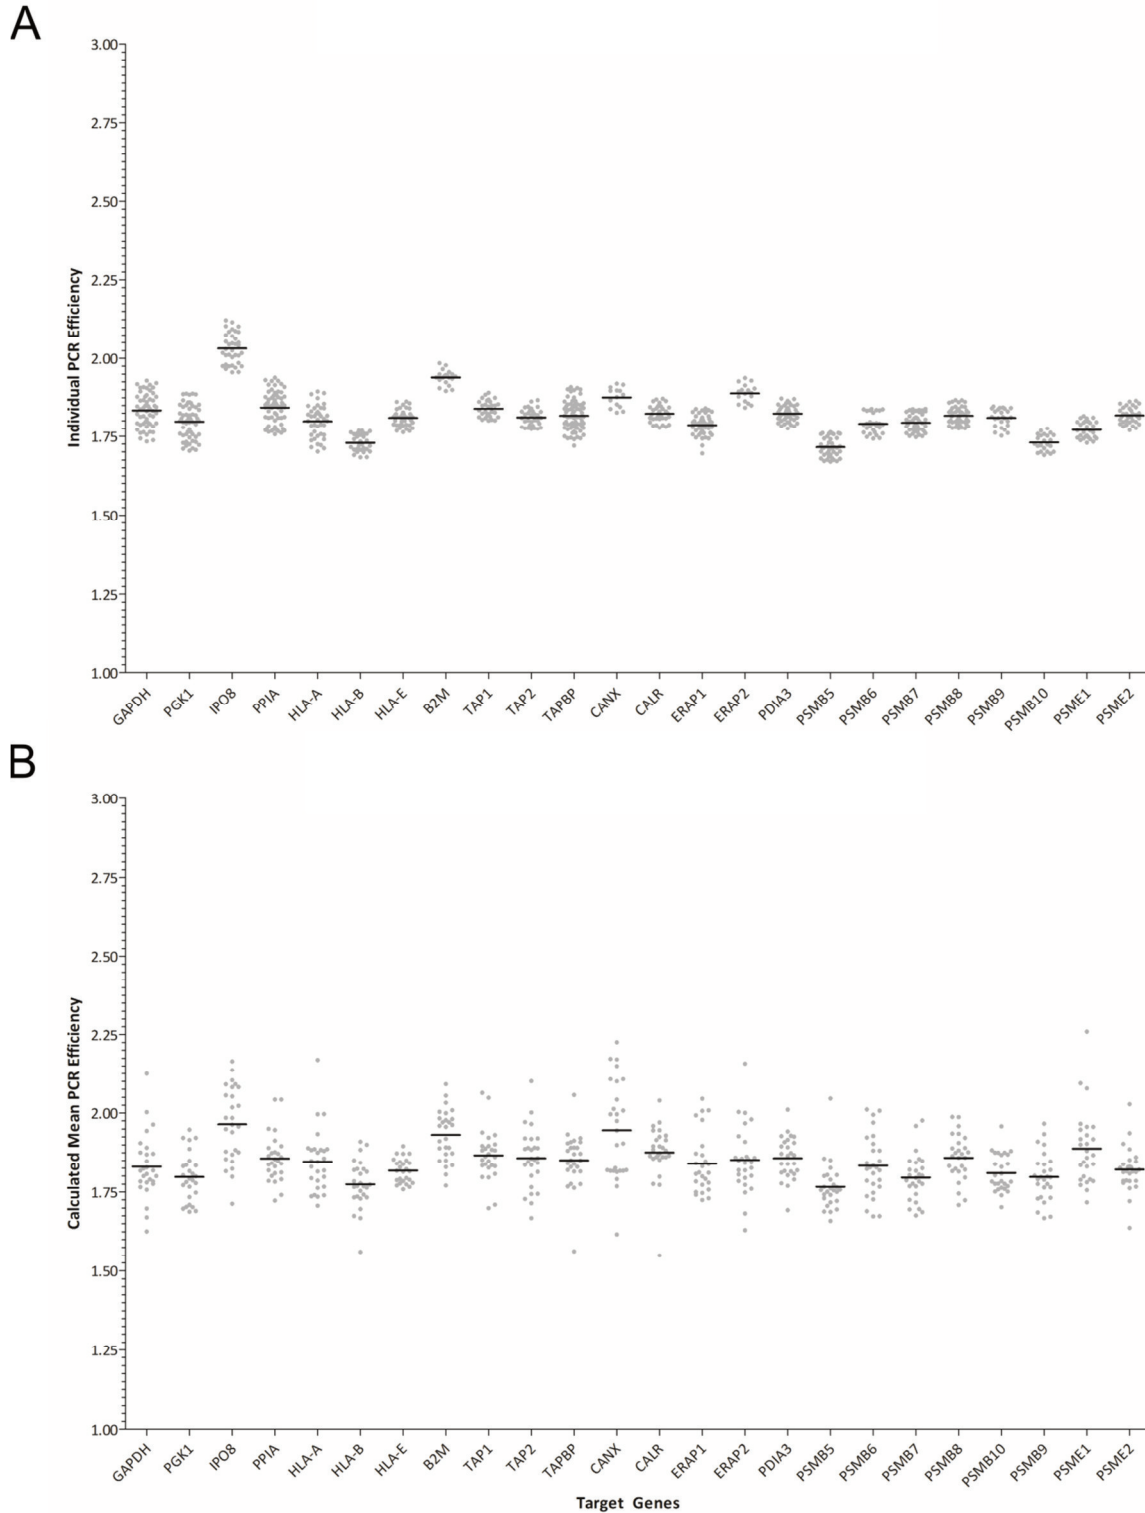 A
3.00
2.75
2.50
2.25
2.00
1.75
1.50
1.25
1.00
Individual PCR Efficiency
GAPDH PGK1 IPO8 PPIA HLA-A HLA-B HLA-E B2M TAP1 TAP2 TAPBP CANX CALR ERAP1 ERAP2 PDIA3 PSMB5 PSMB6 PSMB7 PSMB8 PSMB9 PSMB10 PSME1 PSME2
B
3.00
2.75
2.50
2.25
2.00
1.75
1.50
1.25
1.00
Calculated Mean PCR Efficiency
GAPDH PGK1 IPO8 PPIA HLA-A HLA-B HLA-E B2M TAP1 TAP2 TAPBP CANX CALR ERAP1 ERAP2 PDIA3 PSMB5 PSMB6 PSMB7 PSMB8 PSMB10 PSMB9 PSME1 PSME2
Target Genes